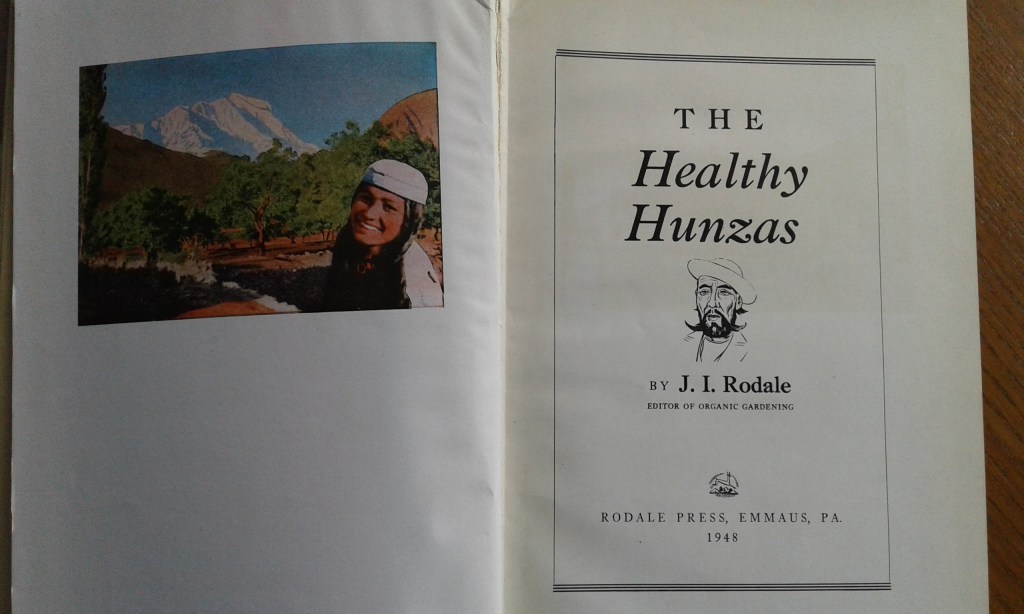 THE
Healthy
Hunzas
BY J. I. Rodale
EDITOR OF ORGANIC GARDENING
RODALE PRESS, EMMAUS, PA.
1948